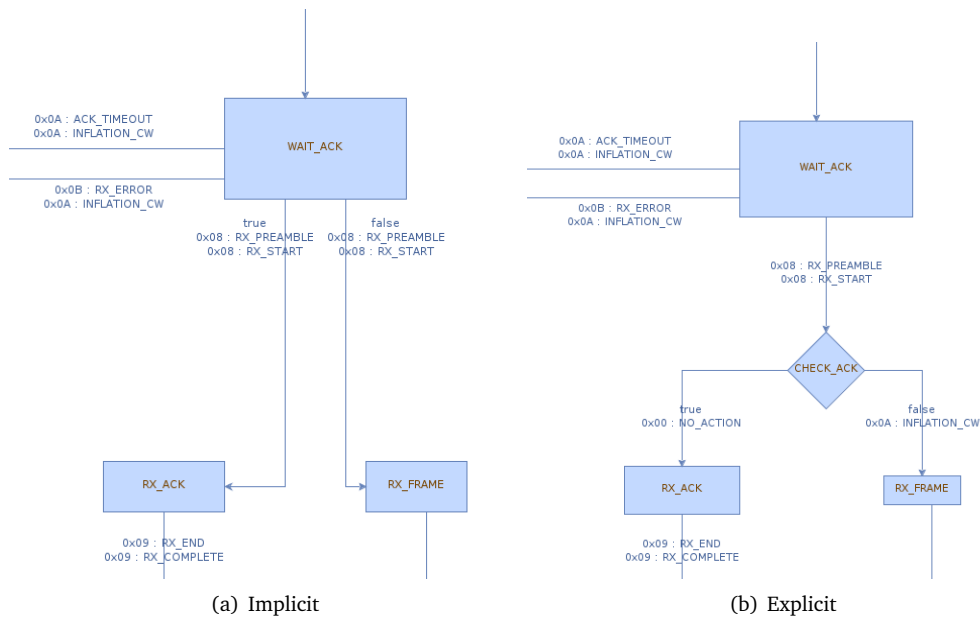 0x0A : ACK_TIMEOUT
0x0A : INFLATION_CW
WAIT_ACK
0x0B : RX_ERROR
0x0A : INFLATION_CW
true
0x08 : RX_PREAMBLE
0x08 : RX_START
false
0x08 : RX_PREAMBLE
0x08 : RX_START
RX_ACK
RX_FRAME
0x09 : RX_END
0x09 : RX_COMPLETE
(a) Implicit
0x0A : ACK_TIMEOUT
0x0A : INFLATION_CW
WAIT_ACK
0x0B : RX_ERROR
0x0A : INFLATION_CW
0x08 : RX_PREAMBLE
0x08 : RX_START
CHECK_ACK
true
0x00 : NO_ACTION
false
0x0A : INFLATION_CW
RX_ACK
RX_FRAME
0x09 : RX_END
0x09 : RX_COMPLETE
(b) Explicit